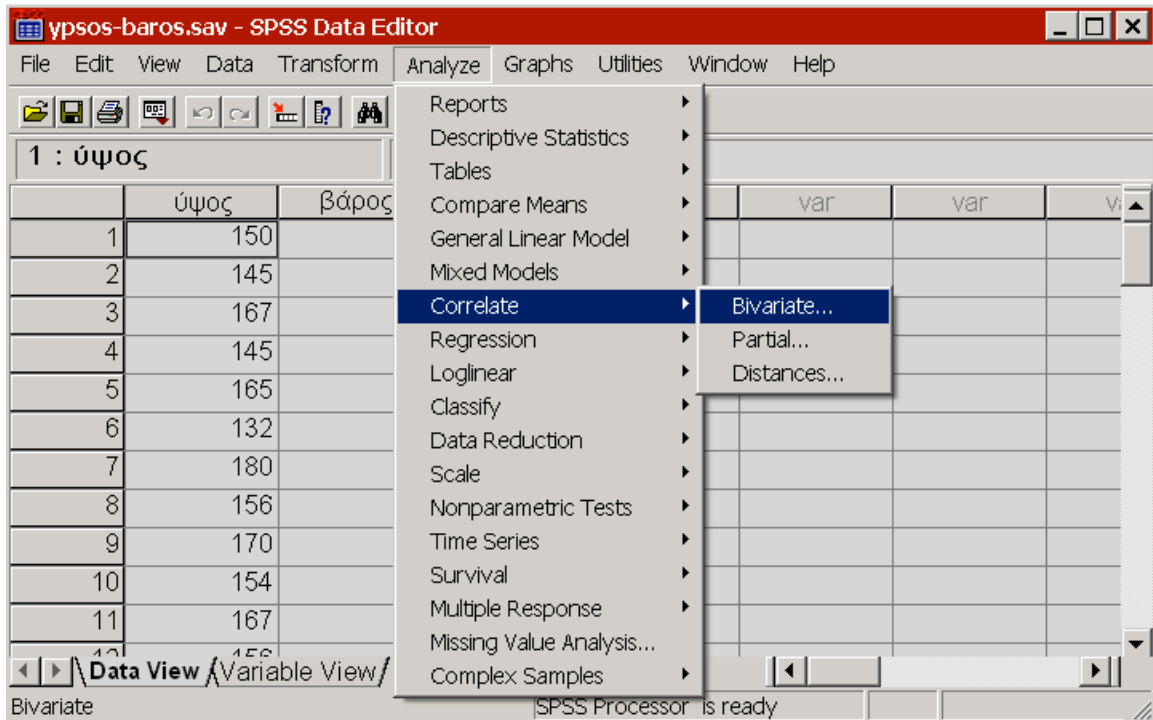 ypsos-baros.sav - SPSS Data Editor
File Edit View Data Transform Analyze Graphs Utilities Window Help
1 : ύψος
ύψος βάρος var var
1 150
2 145
3 167
4 145
5 165
6 132
7 180
8 156
9 170
10 154
11 167
Reports
Descriptive Statistics
Tables
Compare Means
General Linear Model
Mixed Models
Correlate
Regression
Loglinear
Classify
Data Reduction
Scale
Nonparametric Tests
Time Series
Survival
Multiple Response
Missing Value Analysis...
Complex Samples
Bivariate...
Partial...
Distances...
Data View Variable View
Bivariate SPSS Processor is ready